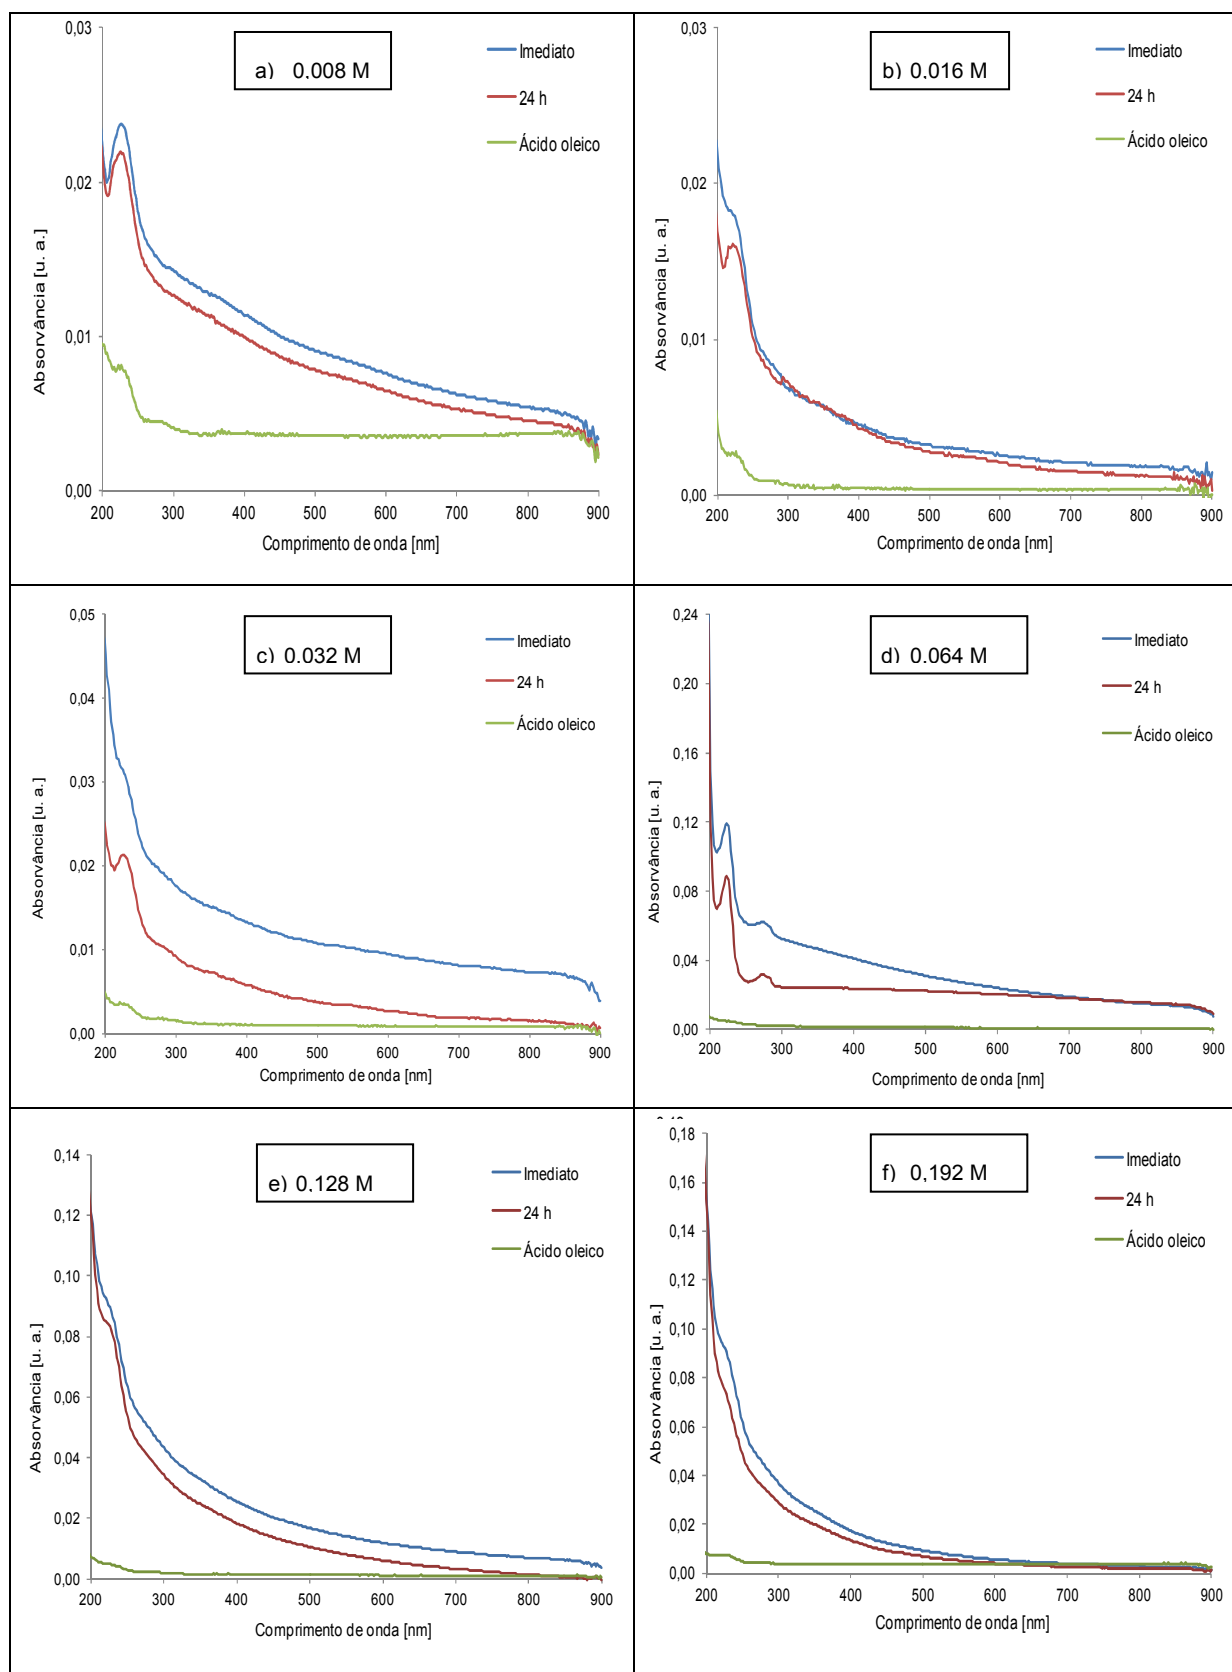 a) 0,008 M
Imediato
24 h
Ácido oleico
0,03
0,02
0,01
0,00
Absorvância [u. a.]
200 300 400 500 600 700 800 900
Comprimento de onda [nm]
b) 0,016 M
Imediato
24 h
Ácido oleico
0,03
0,02
0,01
0,00
Absorvância [u. a.]
200 300 400 500 600 700 800 900
Comprimento de onda [nm]
c) 0,032 M
Imediato
24 h
Ácido oleico
0,05
0,04
0,03
0,02
0,01
0,00
Absorvância [u. a.]
200 300 400 500 600 700 800 900
Comprimento de onda [nm]
d) 0,064 M
Imediato
24 h
Ácido oleico
0,24
0,20
0,16
0,12
0,08
0,04
0,00
Absorvância [u. a.]
200 300 400 500 600 700 800 900
Comprimento de onda [nm]
e) 0,128 M
Imediato
24 h
Ácido oleico
0,14
0,12
0,10
0,08
0,06
0,04
0,02
0,00
Absorvância [u. a.]
200 300 400 500 600 700 800 900
Comprimento de onda [nm]
f) 0,192 M
Imediato
24 h
Ácido oleico
0,18
0,16
0,14
0,12
0,10
0,08
0,06
0,04
0,02
0,00
Absorvância [u. a.]
200 300 400 500 600 700 800 900
Comprimento de onda [nm]